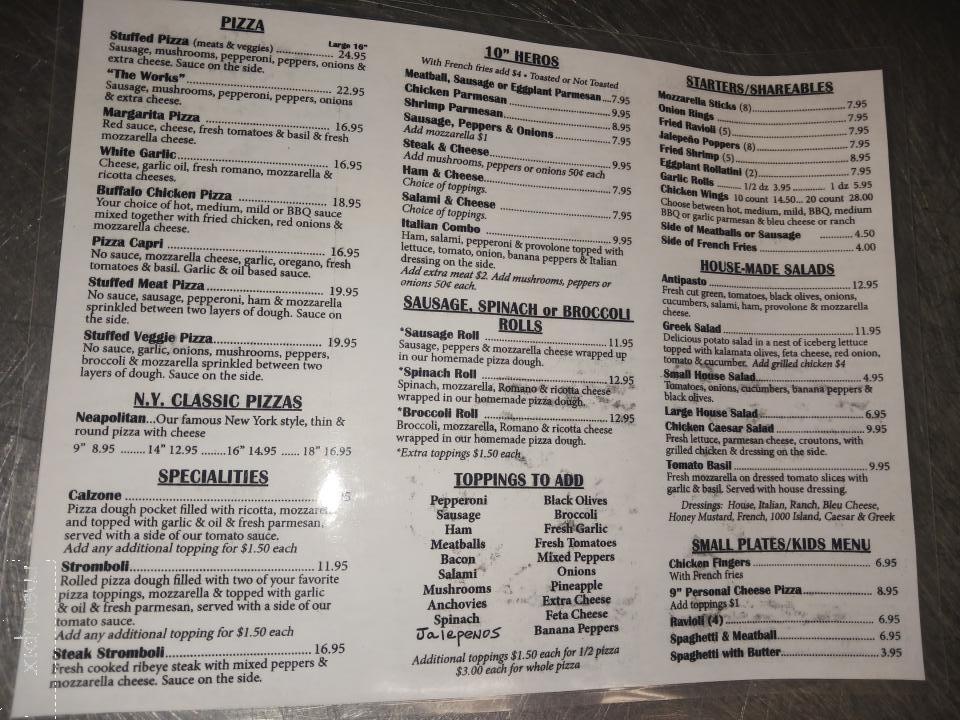 PIZZA
Large 16"
Stuffed Pizza (meats & veggies) ................ 24.95
Sausage, mushrooms, pepperoni, peppers, onions &
extra cheese. Sauce on the side.
"The Works" ................ 22.95
Sausage, mushrooms, pepperoni, peppers, onions
& extra cheese.
Margarita Pizza ................ 16.95
Red sauce, cheese, fresh tomatoes & basil & fresh
mozzarella cheese.
White Garlic ................ 16.95
Cheese, garlic oil, fresh romano, mozzarella &
ricotta cheeses.
Buffalo Chicken Pizza ................ 18.95
Your choice of hot, medium, mild or BBQ sauce
mixed together with fried chicken, red onions &
mozzarella cheese.
Pizza Capri ................ 16.95
No sauce, mozzarella cheese, garlic, oregano, fresh
tomatoes & basil. Garlic & oil based sauce.
Stuffed Meat Pizza ................ 19.95
No sauce, sausage, pepperoni, ham & mozzarella
sprinkled between two layers of dough. Sauce on
the side.
Stuffed Veggie Pizza ................ 19.95
No sauce, garlic, onions, mushrooms, peppers,
broccoli & mozzarella sprinkled between two
layers of dough. Sauce on the side.
N.Y. CLASSIC PIZZAS
Neapolitan...Our famous New York style, thin &
round pizza with cheese
9" 8.95 ........14" 12.95 ........16" 14.95 ...... 18" 16.95
SPECIALITIES
Calzone ................
Pizza dough pocket filled with ricotta,
and topped with garlic & oil & fresh parmesan,
served with a side of our tomato sauce.
Add any additional topping for $1.50 each
Stromboli ................ 11.95
Rolled pizza dough filled with two of your favorite
pizza toppings, mozzarella & topped with garlic
& oil & fresh parmesan, served with a side of our
tomato sauce.
Add any additional topping for $1.50 each
Steak Stromboli ................ 16.95
Fresh cooked ribeye steak with mixed peppers &
mozzarella cheese. Sauce on the side.
10" HEROS
With French fries add $4 • Toasted or Not Toasted
Meatball, Sausage or Eggplant Parmesan ...7.95
Chicken Parmesan ................ 9.95
Shrimp Parmesan ................ 8.95
Sausage, Peppers & Onions ................ 7.95
Add mozzarella $1
Steak & Cheese ................ 9.95
Add mushrooms, peppers or onions 50¢ each
Ham & Cheese ................ 7.95
Choice of toppings.
Salami & Cheese ................ 7.95
Choice of toppings.
Italian Combo ................ 9.95
Ham, salami, pepperoni & provolone topped with
lettuce, tomato, onion, banana peppers & Italian
dressing on the side.
Add extra meat $2. Add mushrooms, peppers or
onions 50¢ each.
SAUSAGE, SPINACH or BROCCOLI
ROLLS
*Sausage Roll ................ 11.95
Sausage, peppers & mozzarella cheese wrapped up
in our homemade pizza dough.
*Spinach Roll ................ 12.95
Spinach, mozzarella, Romano & ricotta cheese
wrapped in our homemade pizza dough.
*Broccoli Roll ................ 12.95
Broccoli, mozzarella, Romano & ricotta cheese
wrapped in our homemade pizza dough.
*Extra toppings $1.50 each.
TOPPINGS TO ADD
Pepperoni
Sausage
Ham
Meatballs
Bacon
Salami
Mushrooms
Anchovies
Spinach
Jalepenos
Black Olives
Broccoli
Fresh Garlic
Fresh Tomatoes
Mixed Peppers
Onions
Pineapple
Extra Cheese
Feta Cheese
Banana Peppers
Additional toppings $1.50 each for 1/2 pizza
$3.00 each for whole pizza
STARTERS/SHAREABLES
Mozzarella Sticks (8) ................ 7.95
Onion Rings ................ 7.95
Fried Ravioli (5) ................ 7.95
Jalepeño Poppers (8) ................ 7.95
Fried Shrimp (5) ................ 8.95
Eggplant Rollatini (2) ................ 7.95
Garlic Rolls ........ 1/2 dz 3.95 ........... 1 dz 5.95
Chicken Wings 10 count 14.50... 20 count 28.00
Choose between hot, medium, mild, BBQ, medium
BBQ or garlic parmesan & bleu cheese or ranch
Side of Meatballs or Sausage ................ 4.50
Side of French Fries ................ 4.00
HOUSE-MADE SALADS
Antipasto ................ 12.95
Fresh cut green, tomatoes, black olives, onions,
cucumbers, salami, ham, provolone & mozzarella
cheese.
Greek Salad ................ 11.95
Delicious potato salad in a nest of iceberg lettuce
topped with kalamata olives, feta cheese, red onion,
tomato & cucumber. Add grilled chicken $4
Small House Salad ................ 4.95
Tomatoes, onions, cucumbers, banana peppers &
black olives.
Large House Salad ................ 6.95
Chicken Caesar Salad ................ 9.95
Fresh lettuce, parmesan cheese, croutons, with
grilled chicken & dressing on the side.
Tomato Basil ................ 9.95
Fresh mozzarella on dressed tomato slices with
garlic & basil. Served with house dressing.
Dressings: House, Italian, Ranch, Bleu Cheese,
Honey Mustard, French, 1000 Island, Caesar & Greek
SMALL PLATES/KIDS MENU
Chicken Fingers ................ 6.95
With French fries
9" Personal Cheese Pizza ................ 8.95
Add toppings $1
Ravioli (4) ................ 6.95
Spaghetti & Meatball ................ 6.95
Spaghetti with Butter ................ 3.95